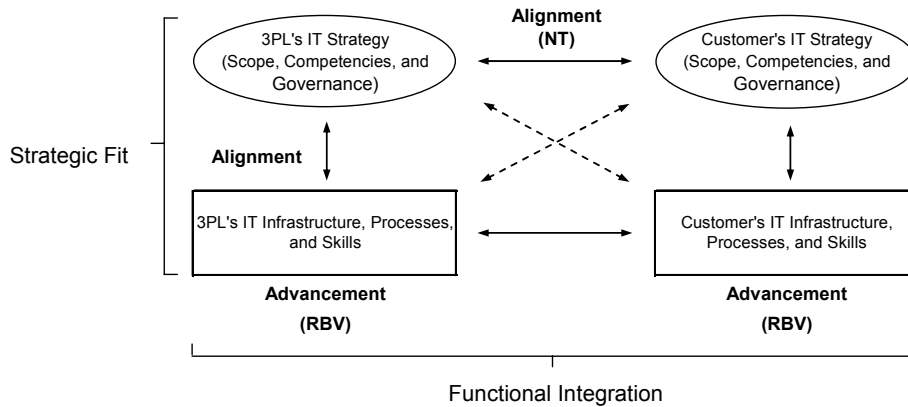 3PL's IT Strategy
(Scope, Competencies, and
Governance)
Alignment
(NT)
Customer's IT Strategy
(Scope, Competencies, and
Governance)
Strategic Fit
Alignment
3PL's IT Infrastructure, Processes,
and Skills
Customer's IT Infrastructure,
Processes, and Skills
Advancement
(RBV)
Advancement
(RBV)
Functional Integration